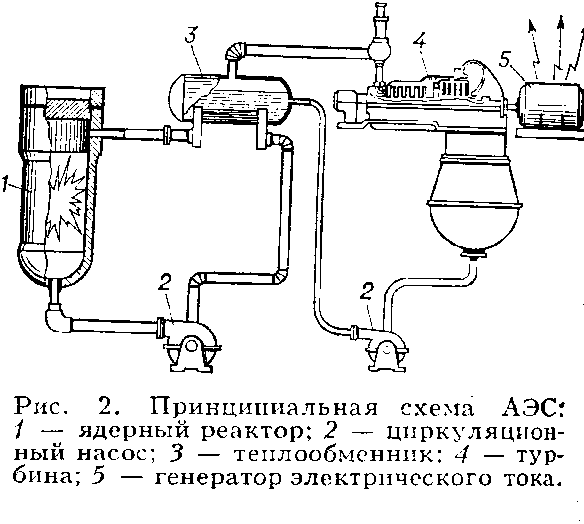 3
4
5
1
2
2
Рис. 2. Принципиальная схема АЭС:
1 — ядерный реактор; 2 — циркуляцион-
ный насос; 3 — теплообменник; 4 — тур-
бина; 5 — генератор электрического тока.